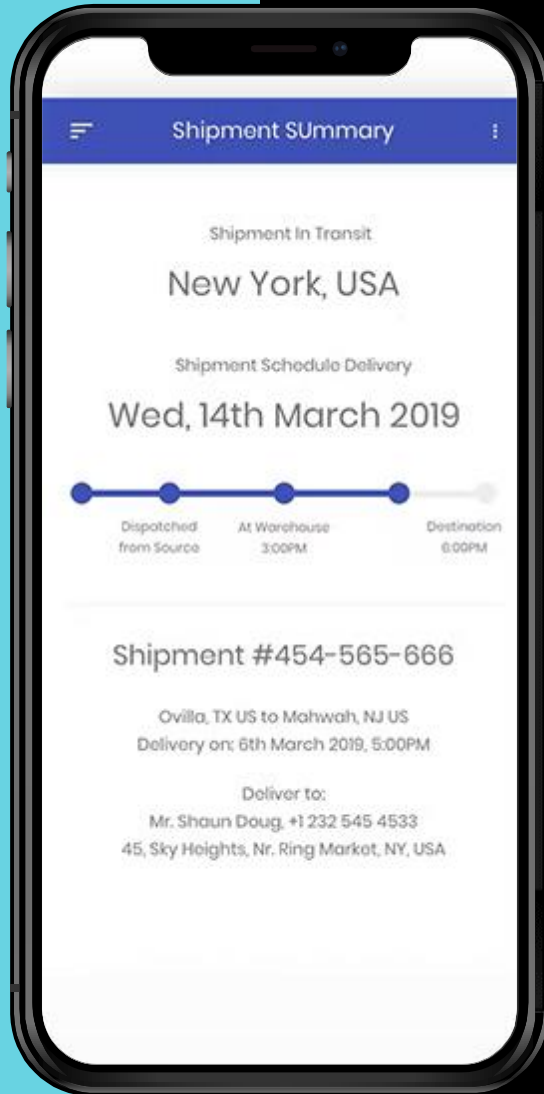 Shipment SUmmary
Shipment In Transit
New York, USA
Shipment Schedule Delivery
Wed, 14th March 2019
Dispatched
from Source
At Warehouse
3:00PM
Destination
6:00PM
Shipment #454-565-666
Ovilla, TX US to Mahwah, NJ US
Delivery on: 6th March 2019, 5:00PM
Deliver to:
Mr. Shaun Doug, +1 232 545 4533
45, Sky Heights, Nr. Ring Market, NY, USA